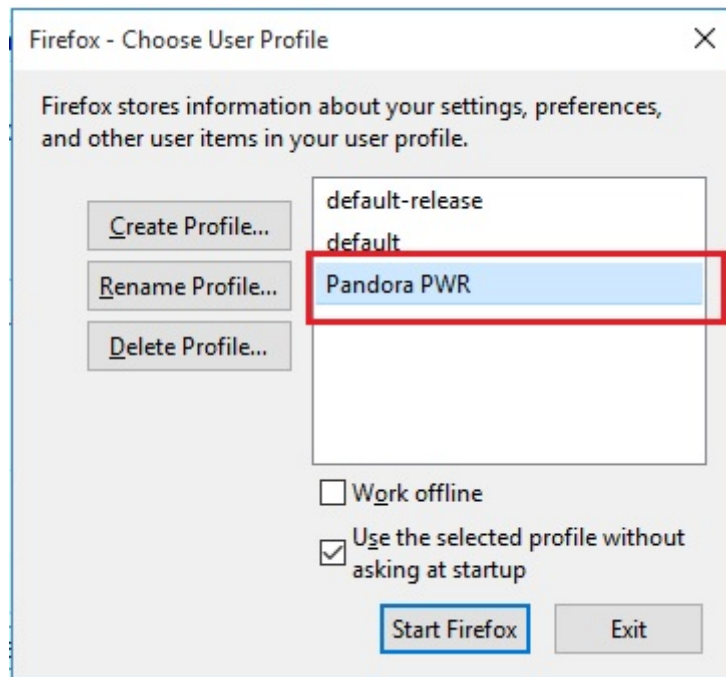 Firefox - Choose User Profile
Firefox stores information about your settings, preferences,
and other user items in your user profile.
Create Profile...
Rename Profile...
Delete Profile...
default-release
default
Pandora PWR
Work offline
Use the selected profile without
asking at startup
Start Firefox
Exit